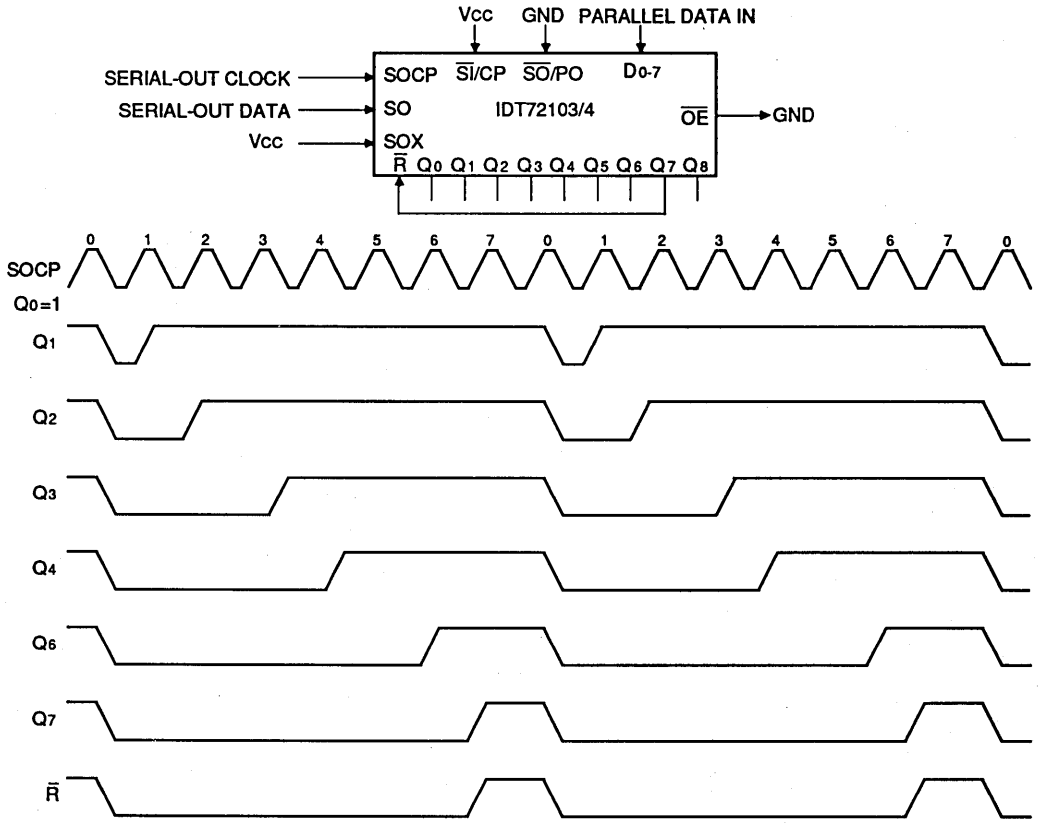 Vcc GND PARALLEL DATA IN
SERIAL-OUT CLOCK SOCP S̅I̅/CP S̅O̅/PO D0-7
SERIAL-OUT DATA SO IDT72103/4 O̅E̅ GND
Vcc SOX
R̅ Q0 Q1 Q2 Q3 Q4 Q5 Q6 Q7 Q8
0 1 2 3 4 5 6 7 0 1 2 3 4 5 6 7 0
SOCP
Q0=1
Q1
Q2
Q3
Q4
Q6
Q7
R̅